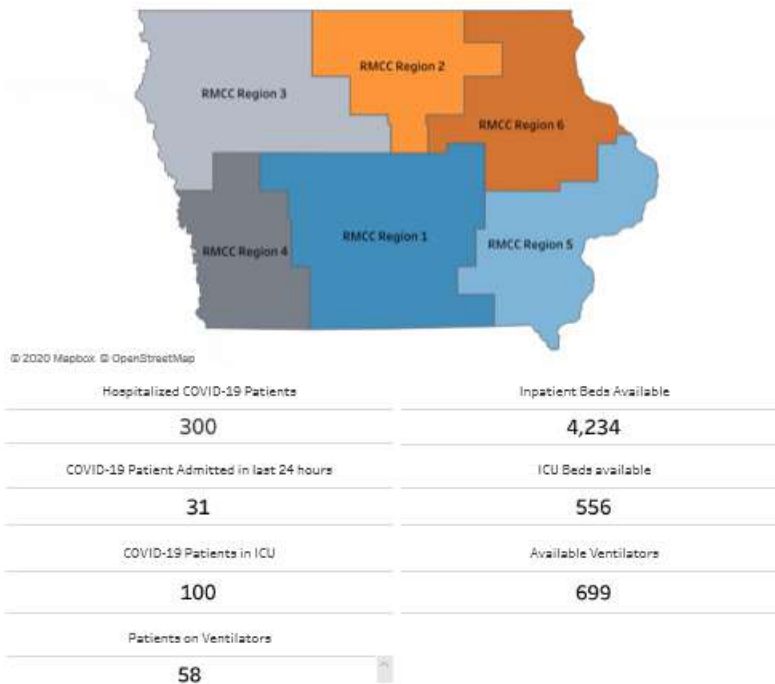 RMCC Region 2
RMCC Region 3
RMCC Region 6
RMCC Region 1
RMCC Region 5
RMCC Region 4
© 2020 Mapbox © OpenStreetMap
Hospitalized COVID-19 Patients
300
Inpatient Beds Available
4,234
COVID-19 Patient Admitted in last 24 hours
31
ICU Beds available
556
COVID-19 Patients in ICU
100
Available Ventilators
699
Patients on Ventilators
58